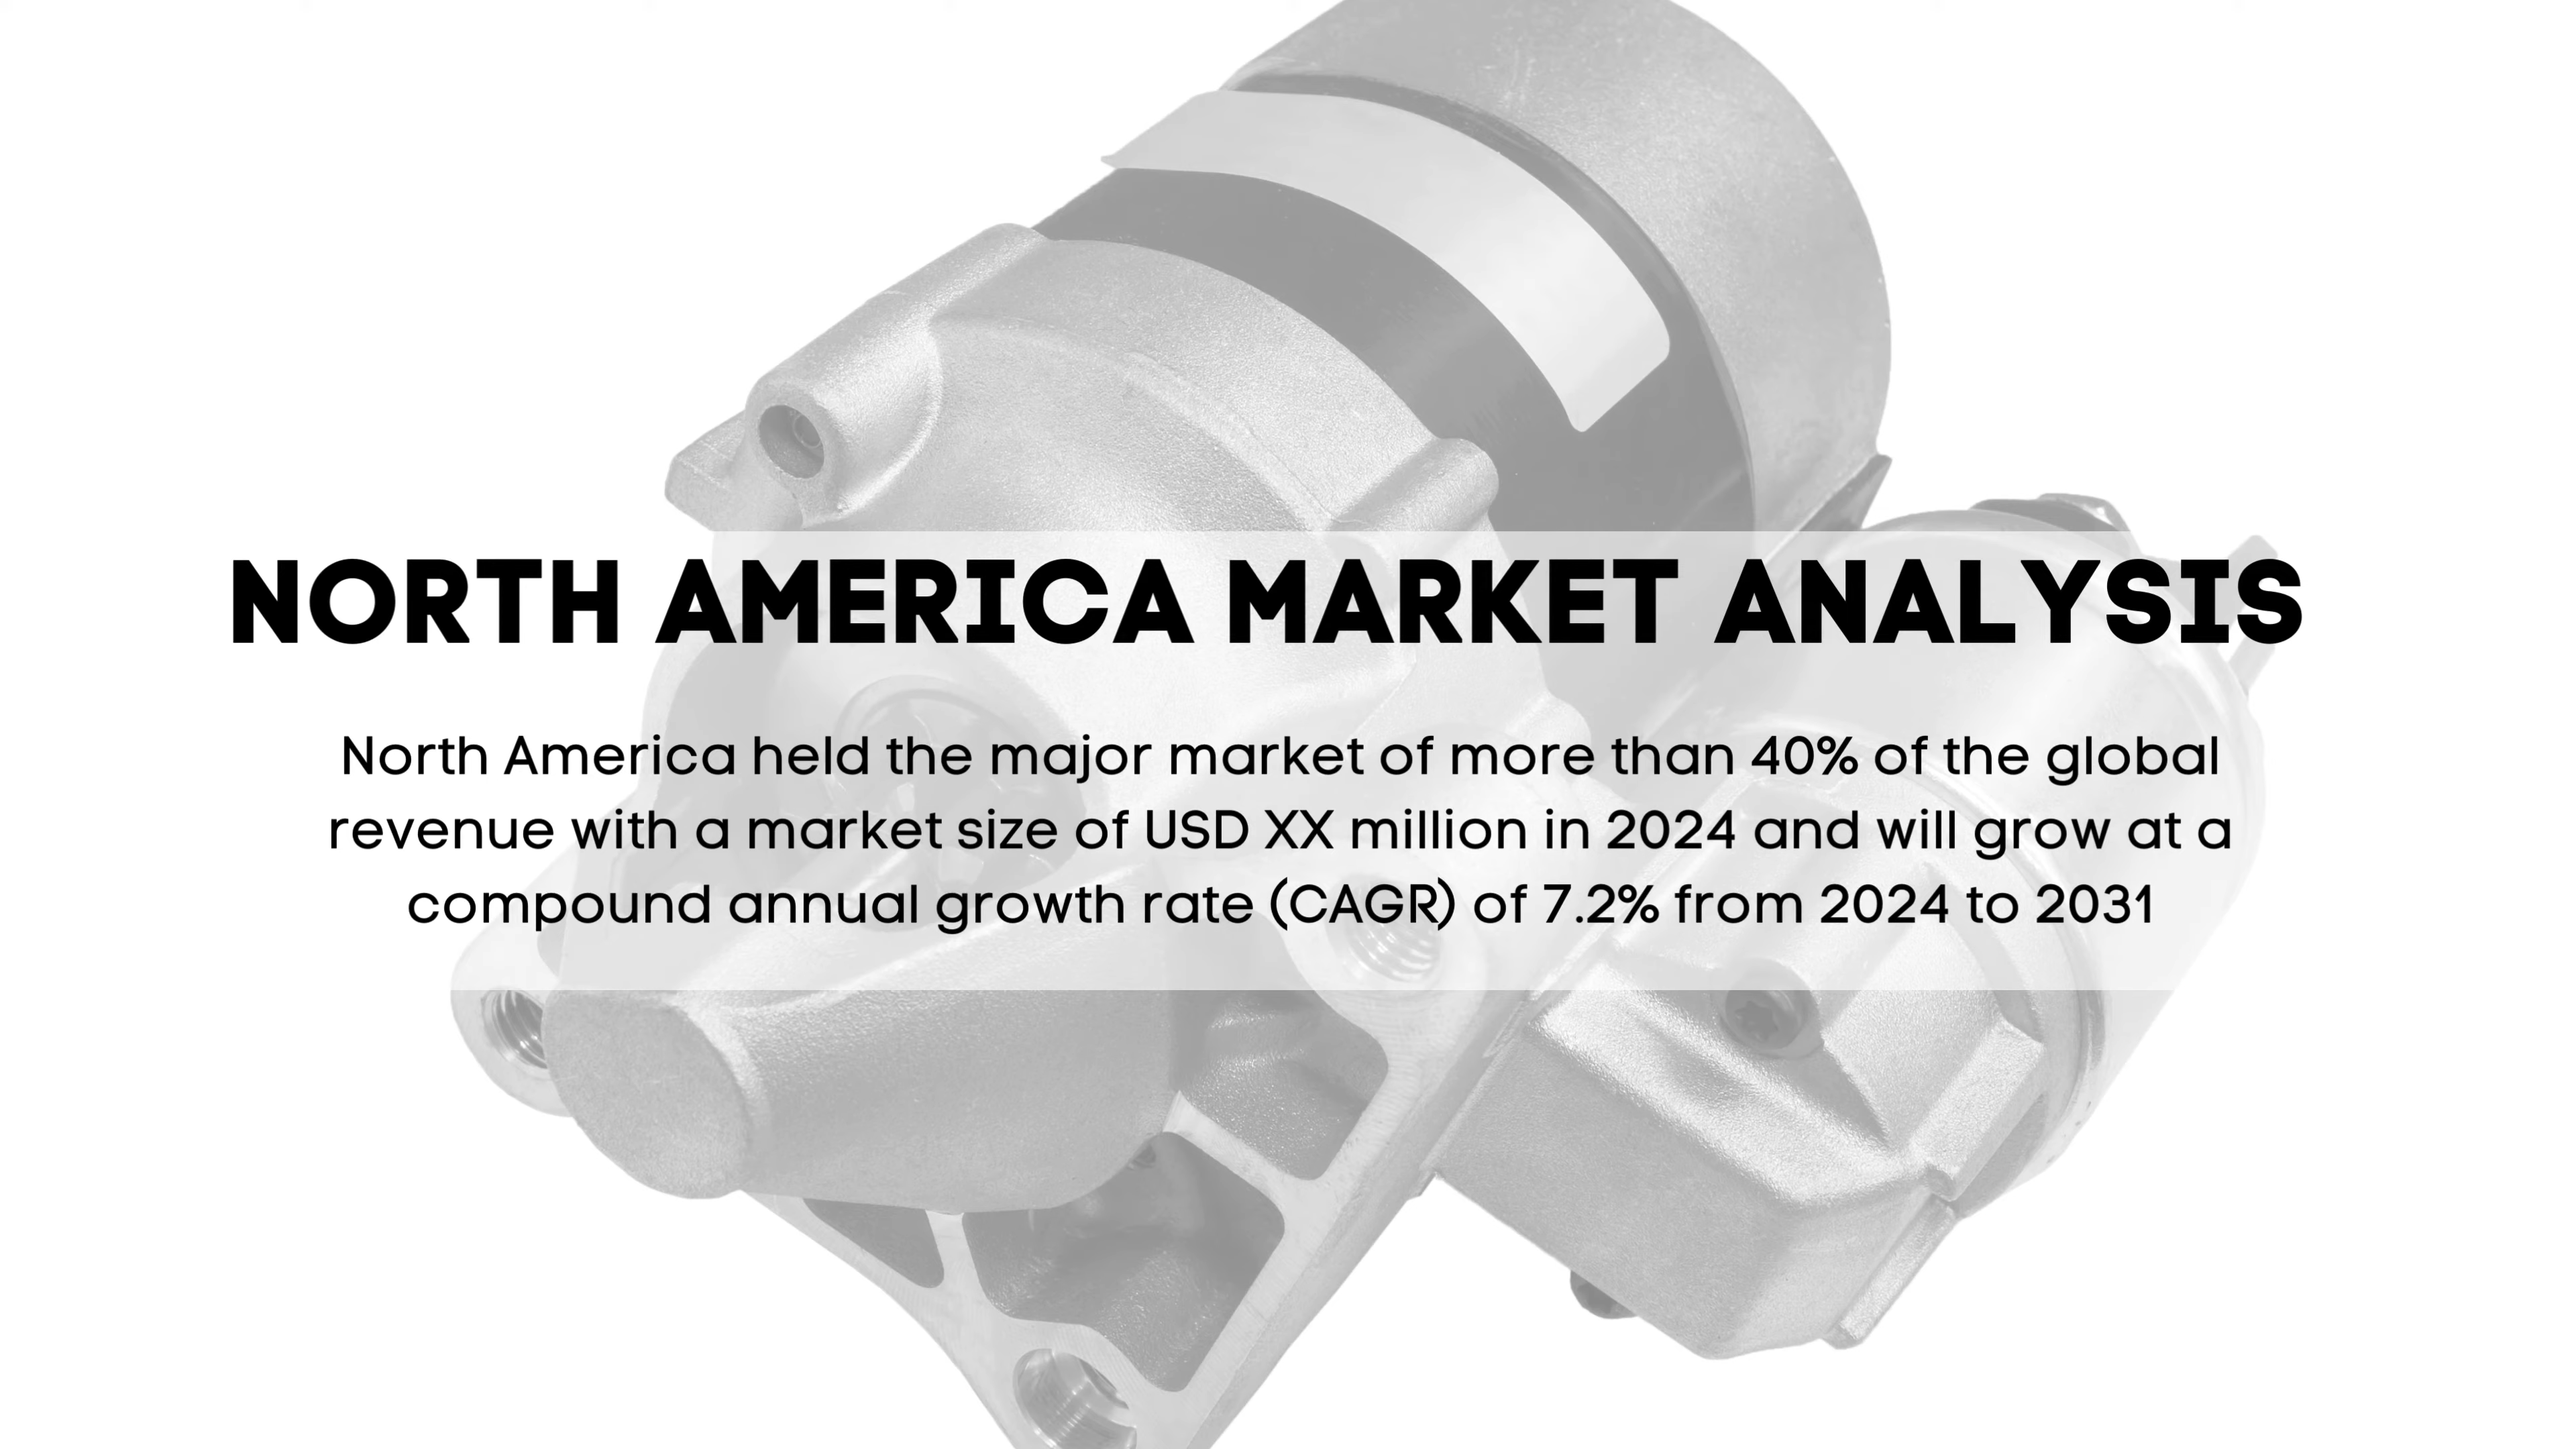 NORTH AMERICA MARKET ANALYSIS
North America held the major market of more than 40% of the global
revenue with a market size of USD XX million in 2024 and will grow at a
compound annual growth rate (CAGR) of 7.2% from 2024 to 2031